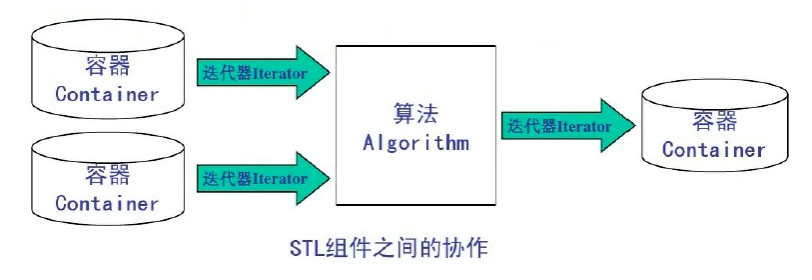 容器
Container
迭代器Iterator
容器
Container
迭代器Iterator
算法
Algorithm
迭代器Iterator
容器
Container
STL组件之间的协作